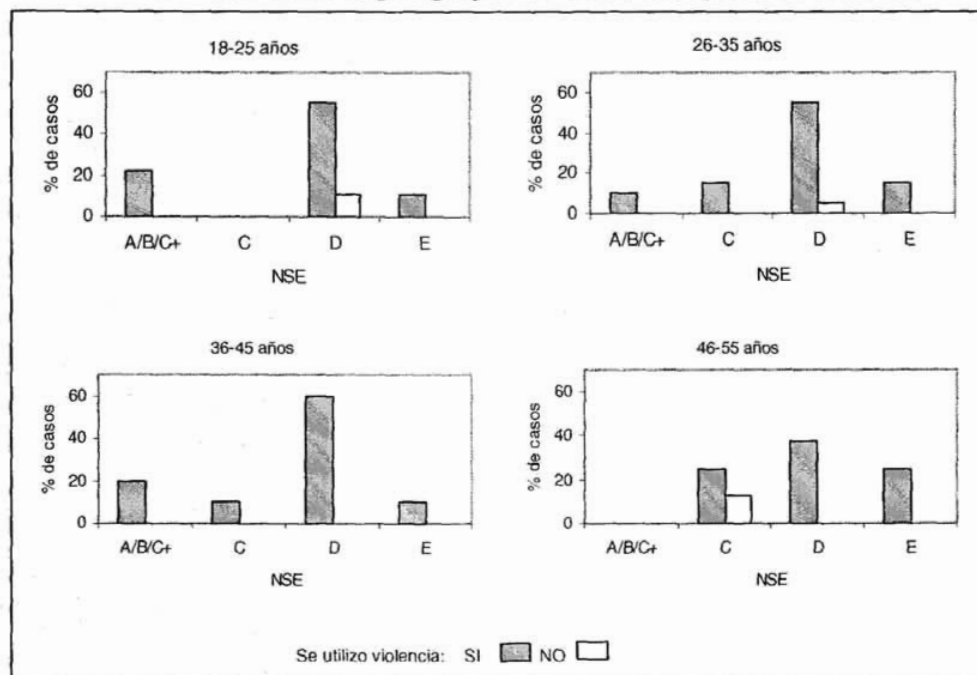 18-25 años
% de casos
60
40
20
0
A/B/C+ C D E
NSE
26-35 años
% de casos
60
40
20
0
A/B/C+ C D E
NSE
36-45 años
% de casos
60
40
20
0
A/B/C+ C D E
NSE
46-55 años
% de casos
60
40
20
0
A/B/C+ C D E
NSE
Se utilizo violencia: SI NO